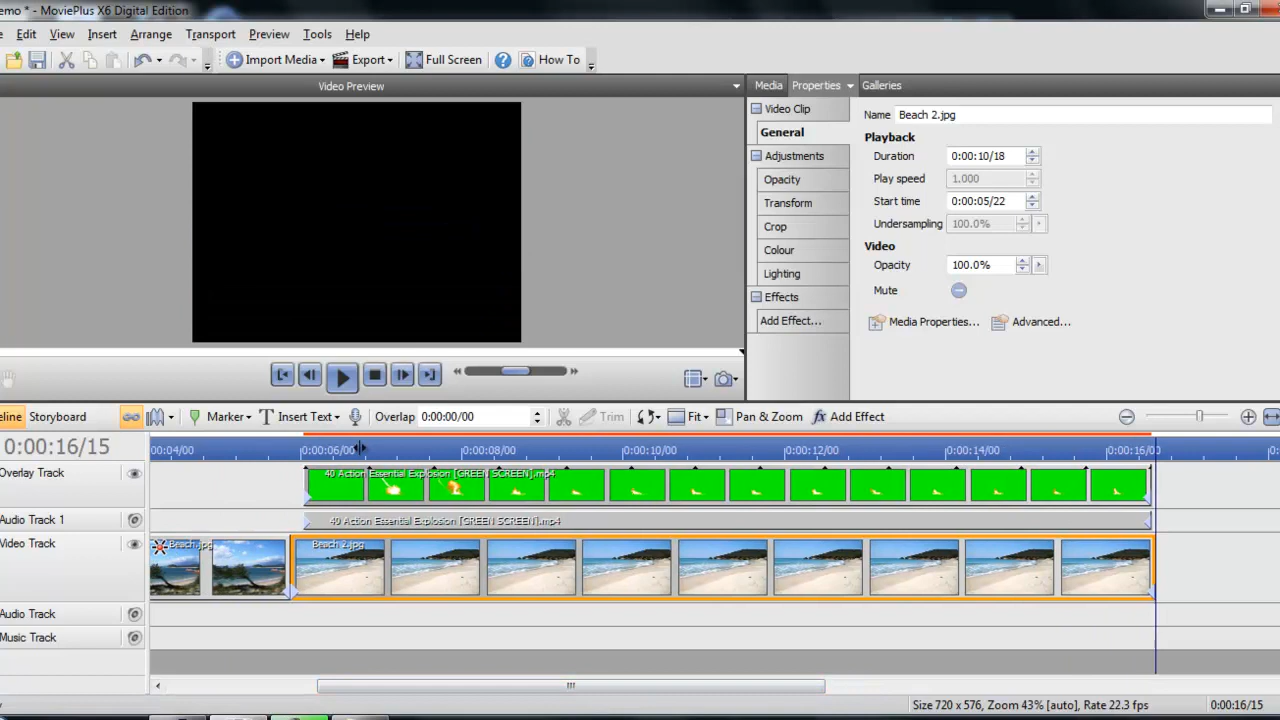 emo * - MoviePlus X6 Digital Edition
Edit View Insert Arrange Transport Preview Tools Help
Import Media Export Full Screen How To
Video Preview
Media Properties Galleries
Video Clip
General
Adjustments
Opacity
Transform
Crop
Colour
Lighting
Effects
Add Effect...
Name Beach 2.jpg
Playback
Duration 0:00:10/18
Play speed 1.000
Start time 0:00:05/22
Undersampling 100.0%
Video
Opacity 100.0%
Mute
Media Properties... Advanced...
eline Storyboard Marker Insert Text Overlap 0:00:00/00 Trim Fit Pan & Zoom fx Add Effect
0:00:16/15
00:04/00 0:00:06/00 0:00:08/00 0:00:10/00 0:00:12/00 0:00:14/00 0:00:16/00
Overlay Track
40 Action Essential Explosion [GREEN SCREEN].mp4
Audio Track 1
40 Action Essential Explosion [GREEN SCREEN].mp4
Video Track
Beach.jpg
Beach 2.jpg
Audio Track
Music Track
Size 720 x 576, Zoom 43% [auto], Rate 22.3 fps
0:00:16/15